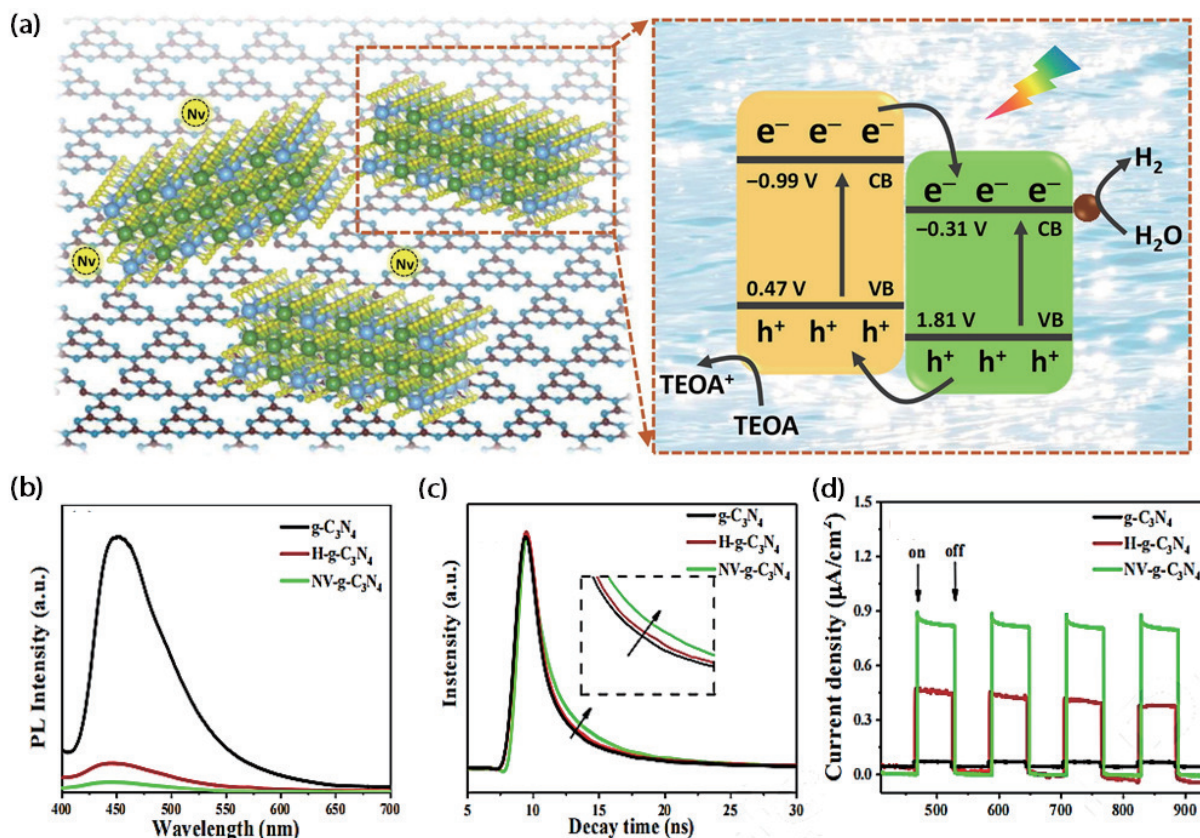 (a)
Nv
Nv
Nv
e⁻ e⁻ e⁻
−0.99 V CB
0.47 V VB
h⁺ h⁺ h⁺
TEOA⁺
TEOA
e⁻ e⁻ e⁻
−0.31 V CB
1.81 V VB
h⁺ h⁺ h⁺
H₂
H₂O
(b)
PL Intensity (a.u.)
g-C₃N₄
H-g-C₃N₄
NV-g-C₃N₄
400 450 500 550 600 650 700
Wavelength (nm)
(c)
Instensity (a.u.)
g-C₃N₄
H-g-C₃N₄
NV-g-C₃N₄
5 10 15 20 25 30
Decay time (ns)
(d)
Current density (μA/cm⁻²)
1.5
1.2
0.9
0.6
0.3
0.0
g-C₃N₄
H-g-C₃N₄
NV-g-C₃N₄
on off
500 600 700 800 900